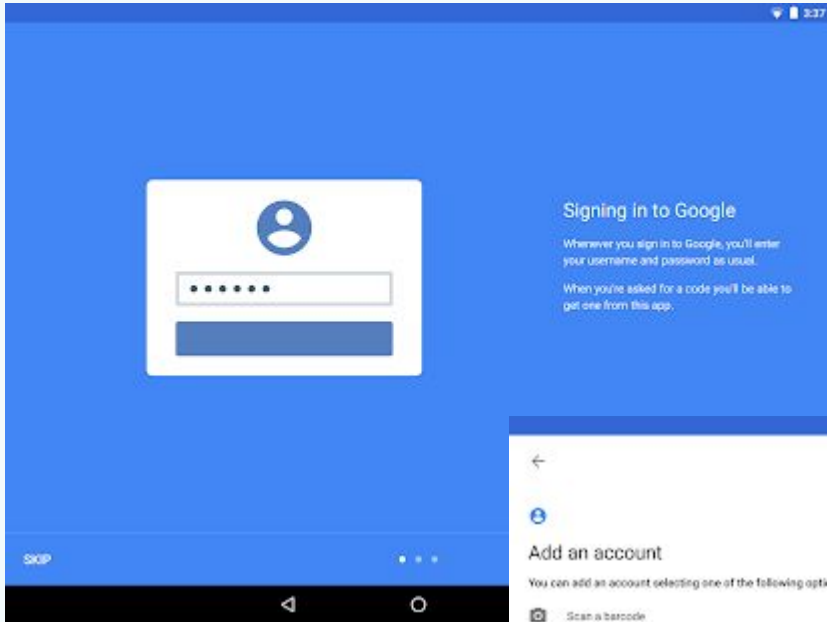 3:37
Signing in to Google
Whenever you sign in to Google, you'll enter
your username and password as usual.
When you're asked for a code you'll be able to
get one from this app.
SKIP
Add an account
You can add an account selecting one of the following opti
Scan a barcode